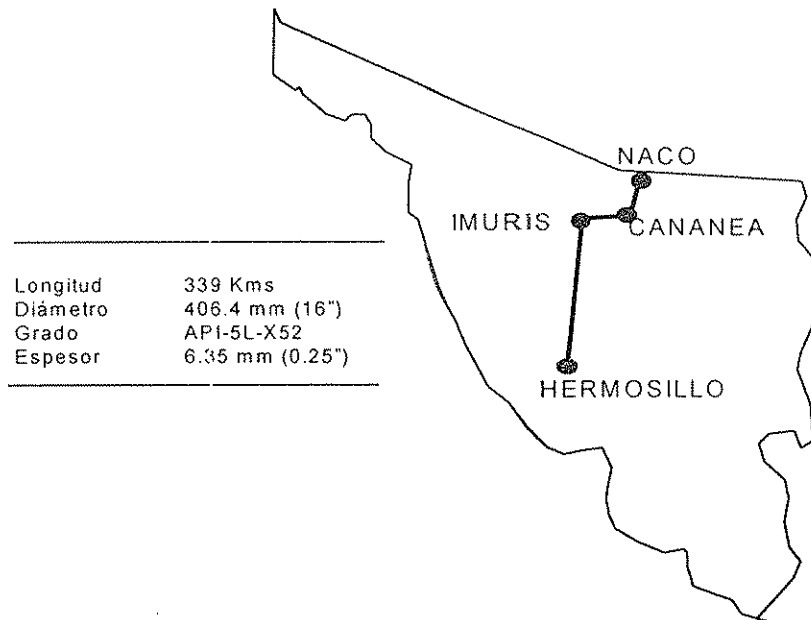 NACO
IMURIS
CANANEA
Longitud 339 Kms
Diámetro 406.4 mm (16")
Grado API-5L-X52
Espesor 6.35 mm (0.25")
HERMOSILLO